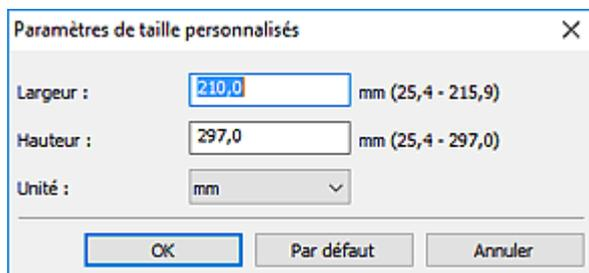 Paramètres de taille personnalisés
Largeur : 210,0 mm (25,4 - 215,9)
Hauteur : 297,0 mm (25,4 - 297,0)
Unité : mm
OK Par défaut Annuler